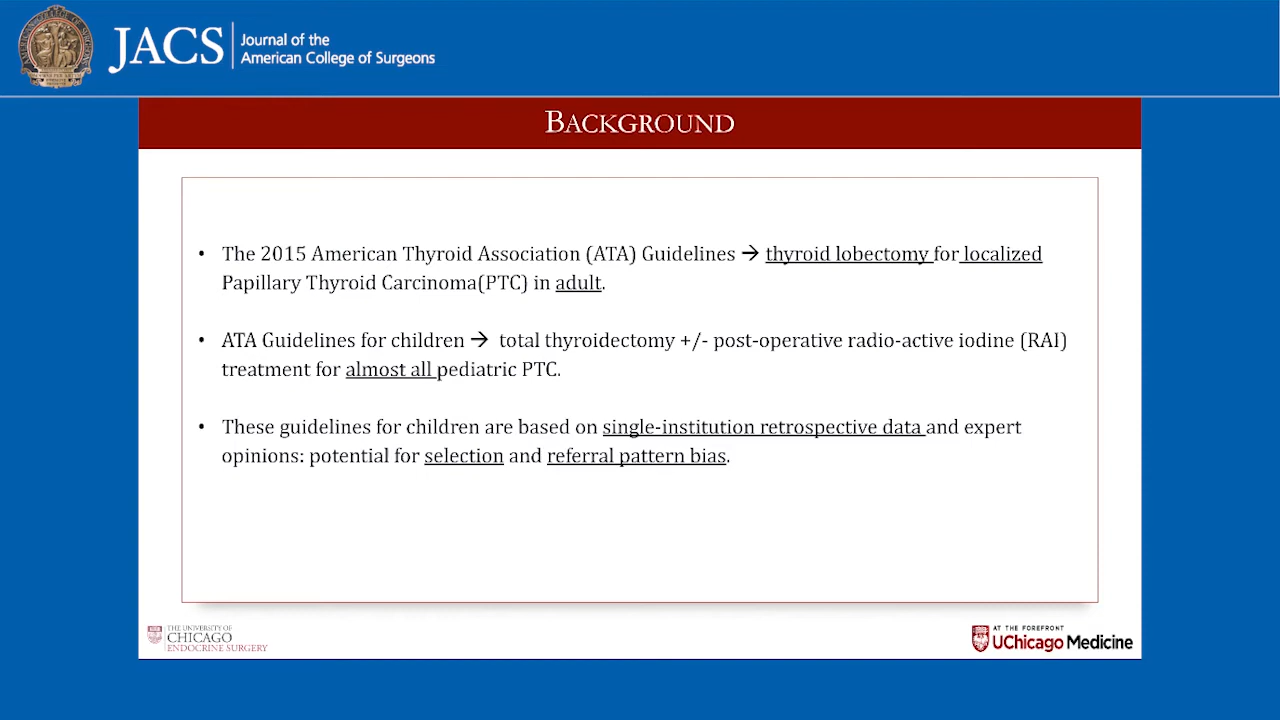 JACS
Journal of the
American College of Surgeons
BACKGROUND
• The 2015 American Thyroid Association (ATA) Guidelines → thyroid lobectomy for localized
Papillary Thyroid Carcinoma(PTC) in adult.
• ATA Guidelines for children → total thyroidectomy +/- post-operative radio-active iodine (RAI)
treatment for almost all pediatric PTC.
• These guidelines for children are based on single-institution retrospective data and expert
opinions: potential for selection and referral pattern bias.
THE UNIVERSITY OF
CHICAGO
ENDOCRINE SURGERY
AT THE FOREFRONT
UChicago Medicine